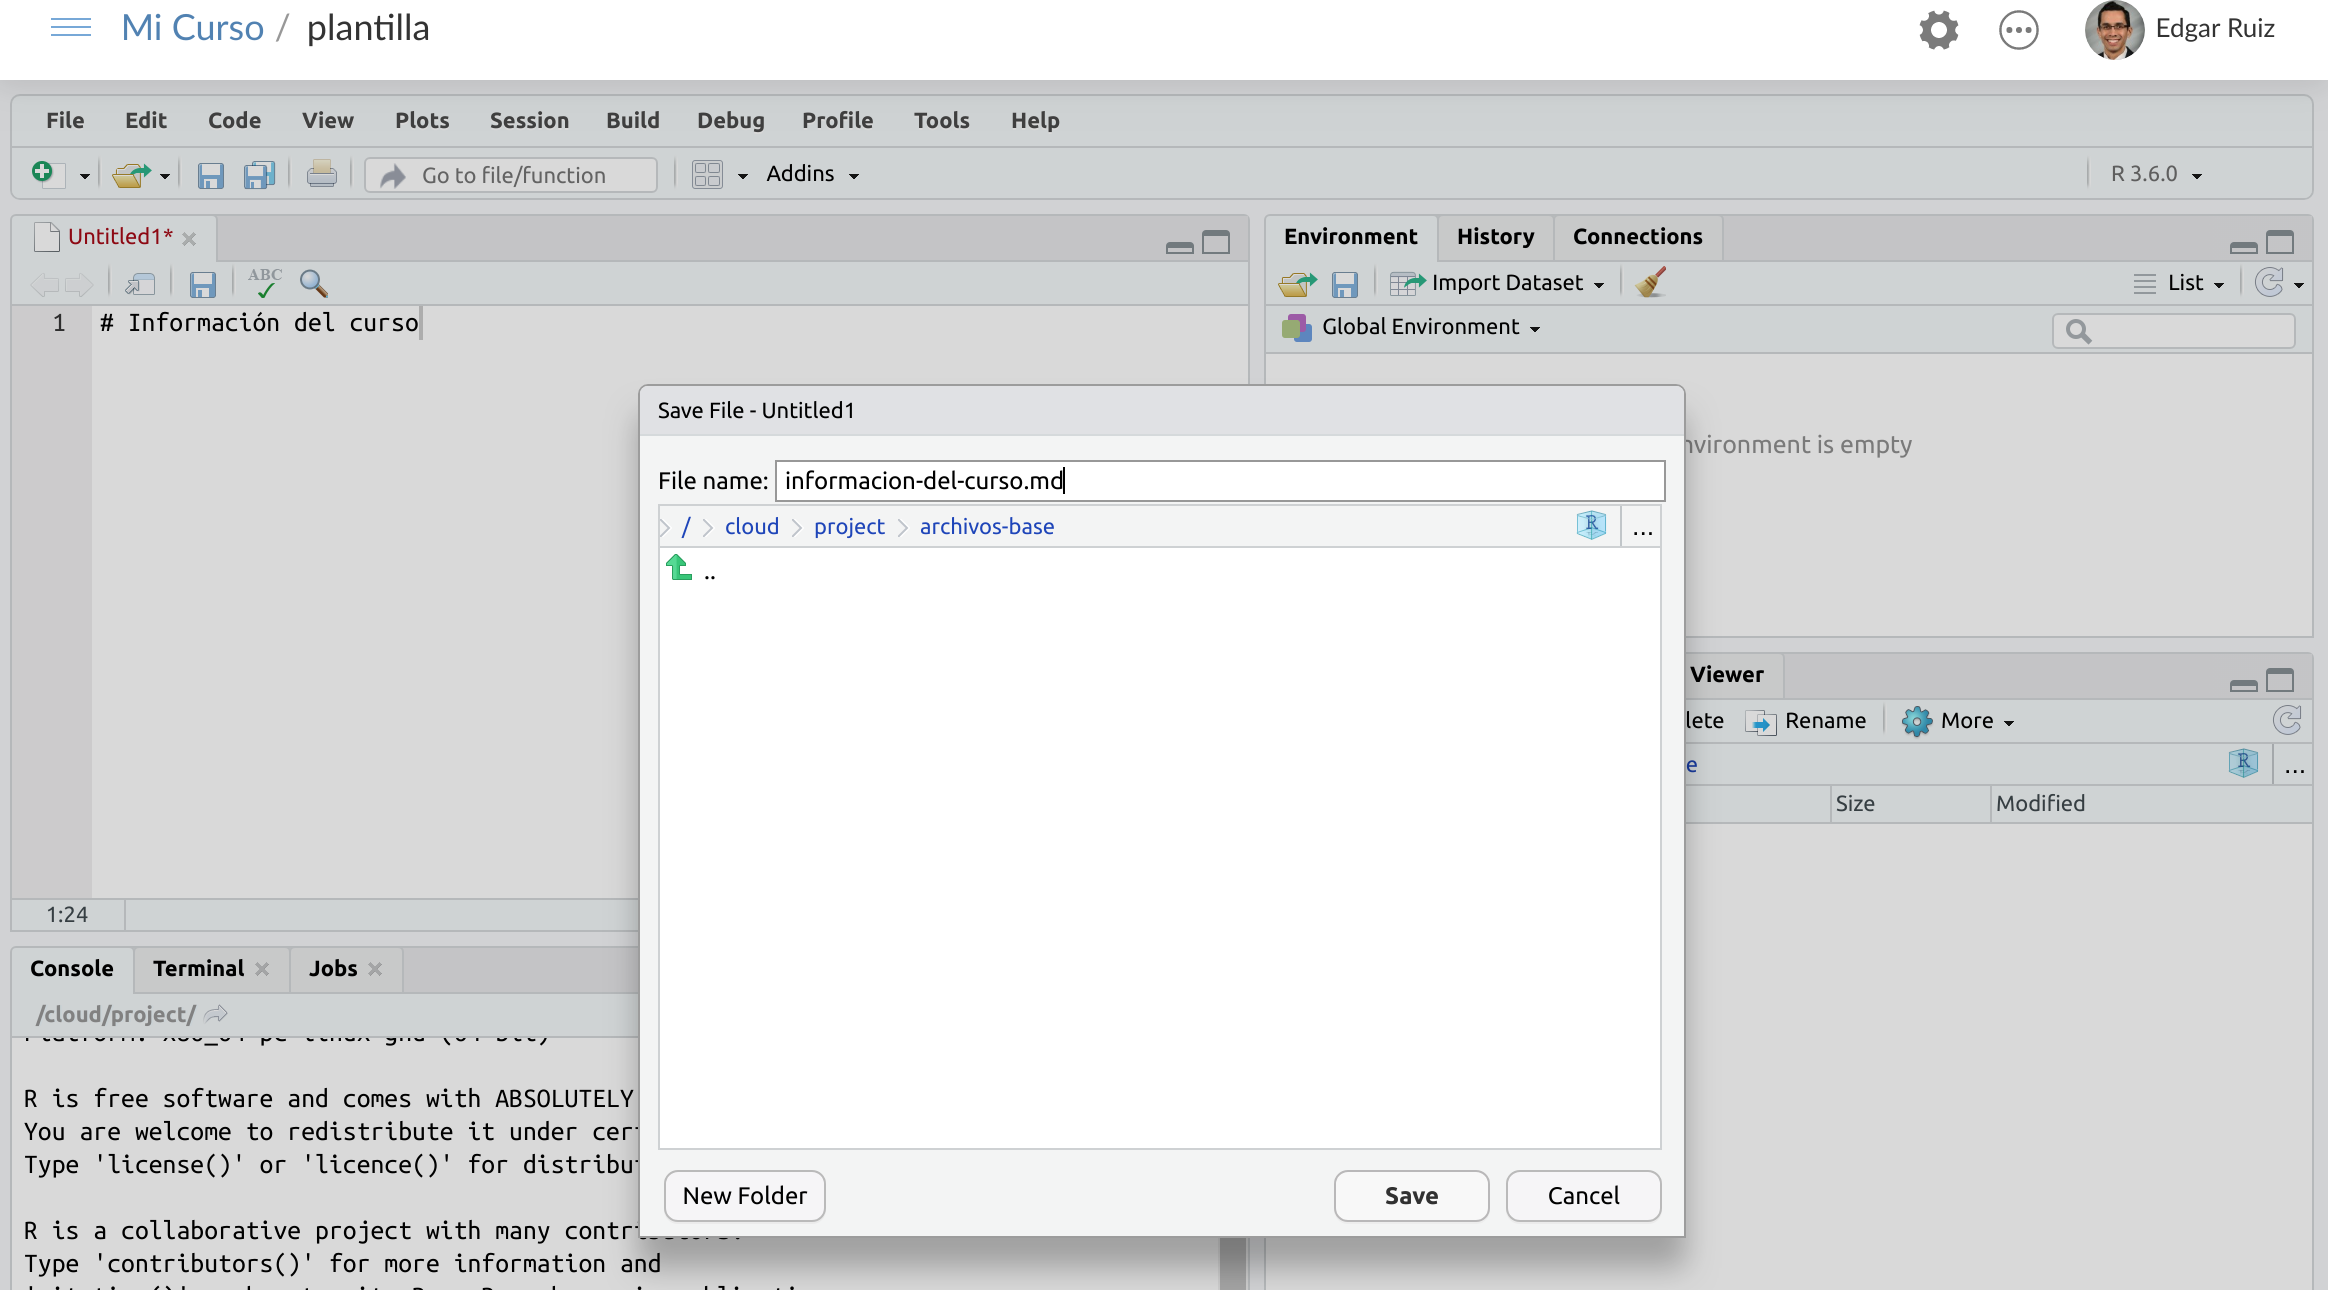 Mi Curso / plantilla
Edgar Ruiz
File Edit Code View Plots Session Build Debug Profile Tools Help
Go to file/function Addins R 3.6.0
Untitled1*
ABC
1 # Información del curso
1:24
Environment History Connections
Import Dataset List
Global Environment
nvironment is empty
Save File - Untitled1
File name: informacion-del-curso.md
/ cloud project archivos-base R ...
..
New Folder Save Cancel
Viewer
lete Rename More
e R ...
Size Modified
Console Terminal Jobs
/cloud/project/
R is free software and comes with ABSOLUTELY
You are welcome to redistribute it under cer
Type 'license()' or 'licence()' for distribu
R is a collaborative project with many contr
Type 'contributors()' for more information and